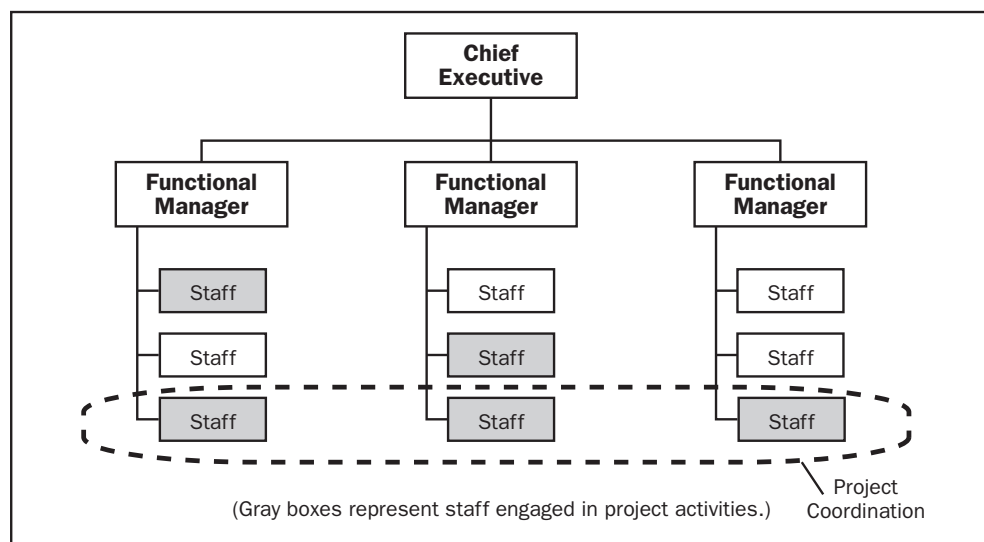 Chief
Executive
Functional
Manager
Functional
Manager
Functional
Manager
Staff
Staff
Staff
Staff
Staff
Staff
Staff
Staff
Staff
Project
Coordination
(Gray boxes represent staff engaged in project activities.)